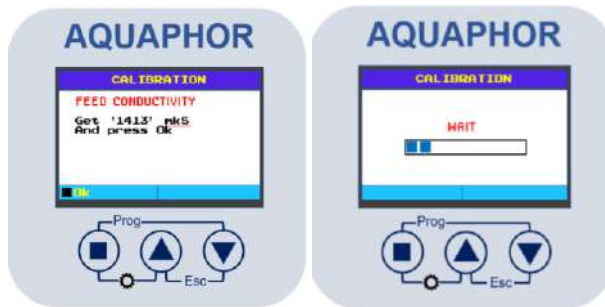 AQUAPHOR
CALIBRATION
FEED CONDUCTIVITY
Get '1413' mkS
And press Ok
Ok
Prog
Esc
AQUAPHOR
CALIBRATION
WAIT
Prog
Esc